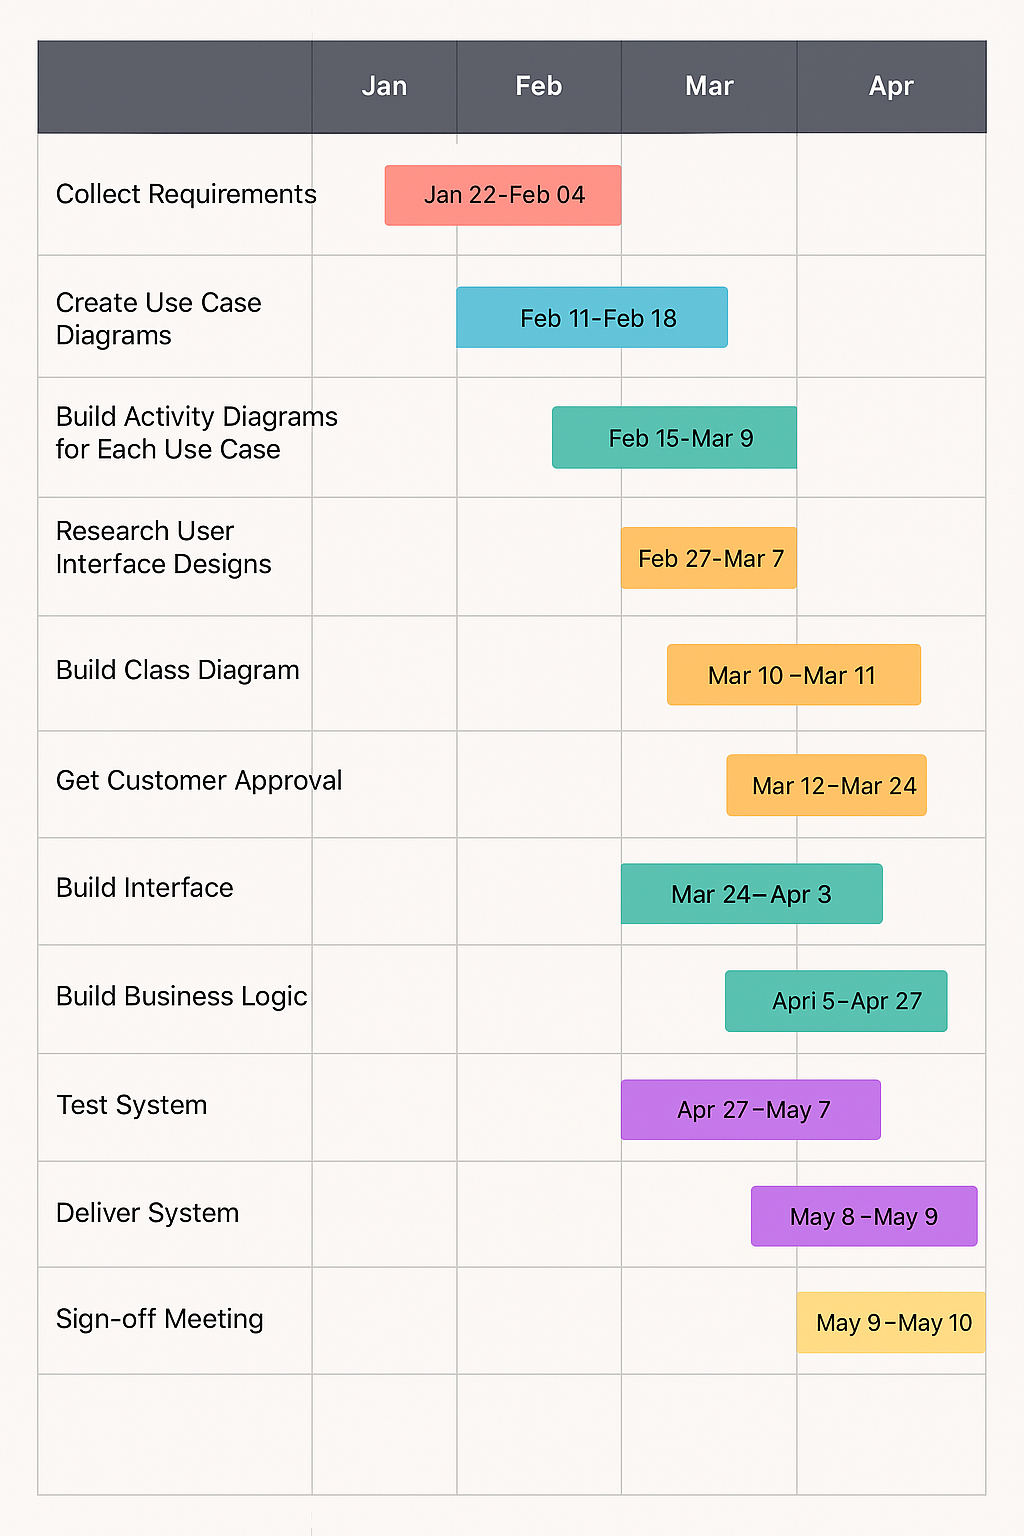 Jan Feb Mar Apr
Collect Requirements
Jan 22-Feb 04
Create Use Case
Diagrams
Feb 11-Feb 18
Build Activity Diagrams
for Each Use Case
Feb 15-Mar 9
Research User
Interface Designs
Feb 27-Mar 7
Build Class Diagram
Mar 10 –Mar 11
Get Customer Approval
Mar 12–Mar 24
Build Interface
Mar 24–Apr 3
Build Business Logic
Apri 5–Apr 27
Test System
Apr 27–May 7
Deliver System
May 8–May 9
Sign-off Meeting
May 9–May 10